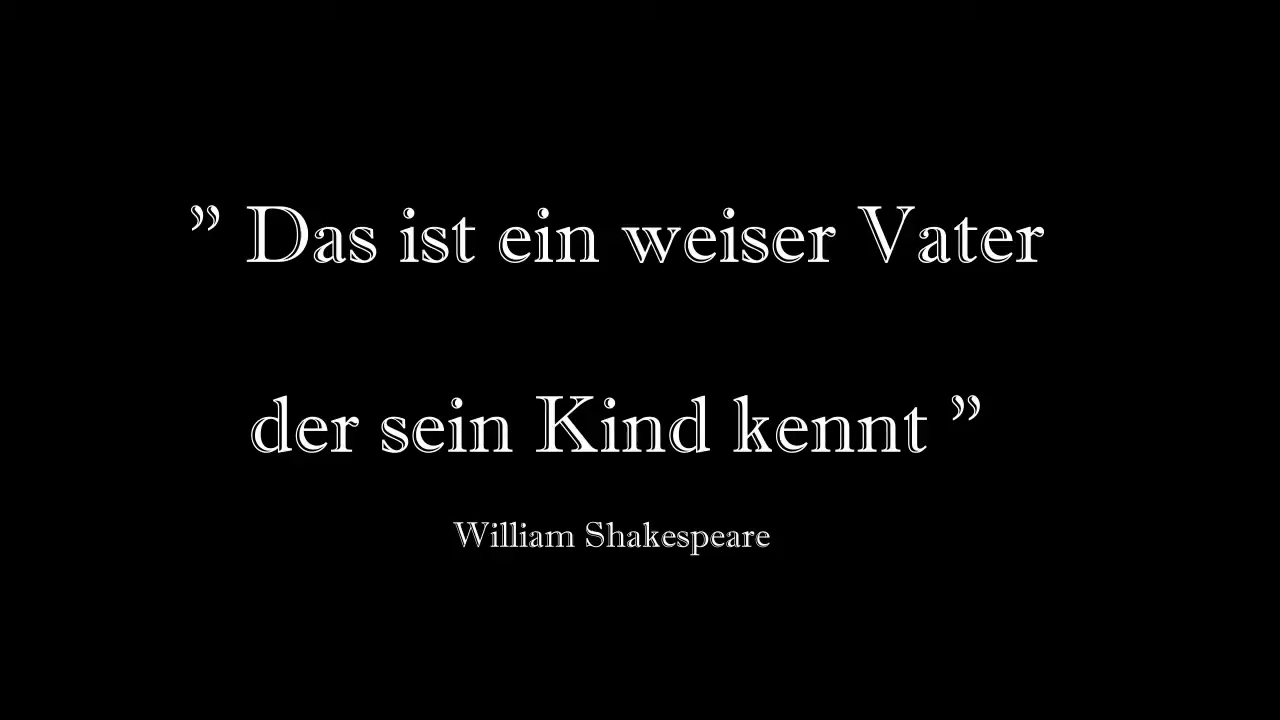 ” Das ist ein weiser Vater
der sein Kind kennt ”
William Shakespeare